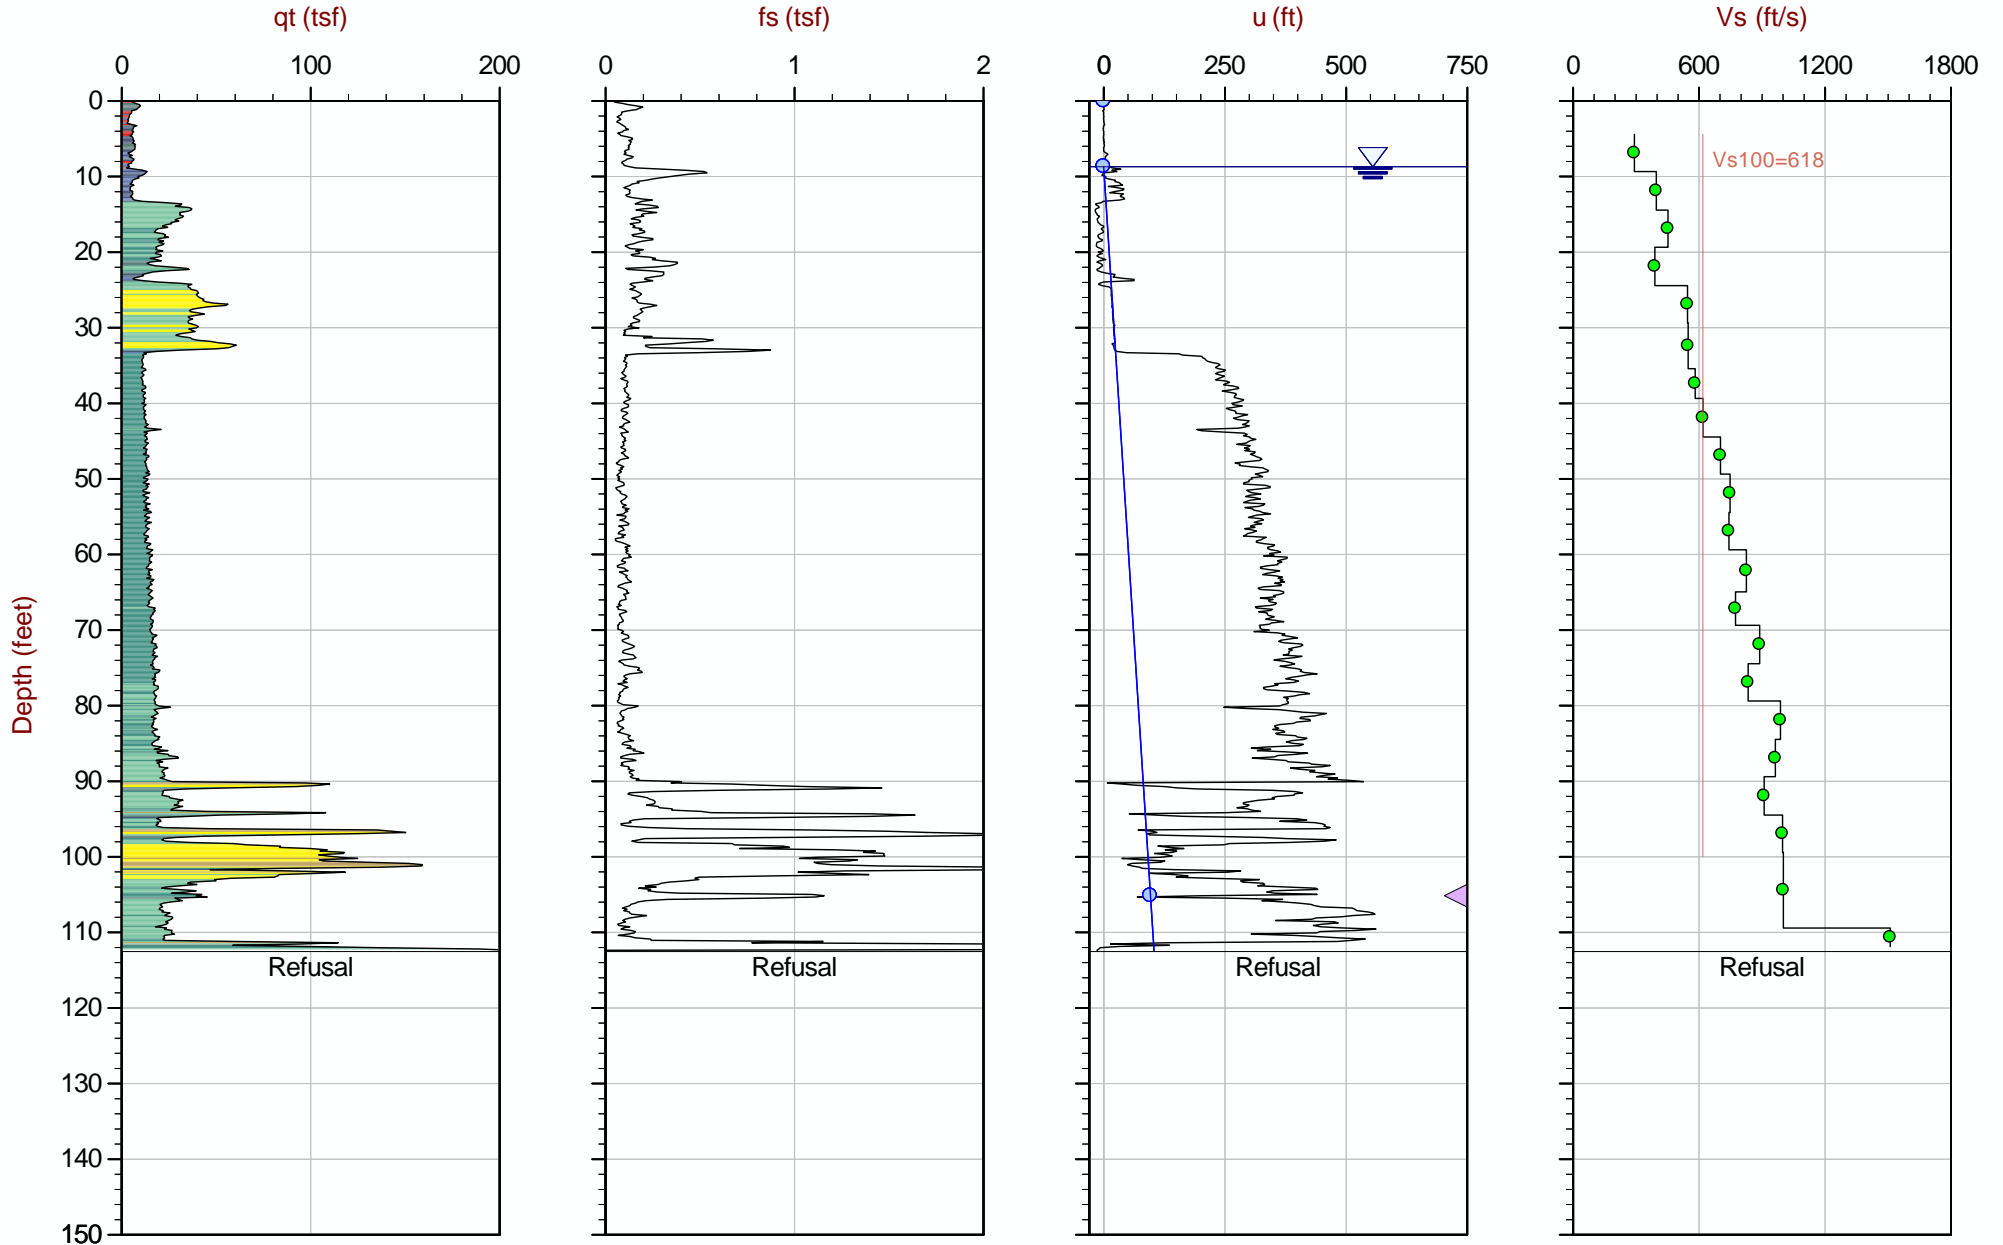 qt (tsf)
fs (tsf)
u (ft)
Vs (ft/s)
0 100 200
0 1 2
0 250 500 750
0 600 1200 1800
0
10
20
30
40
50
60
70
80
90
100
110
120
130
140
150
Depth (feet)
Vs100=618
Refusal
Refusal
Refusal
Refusal